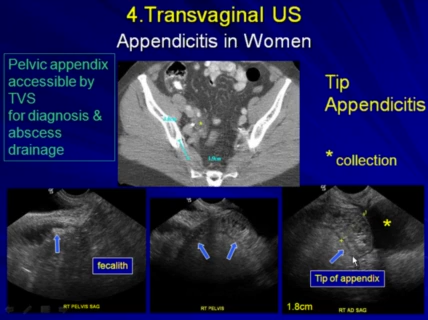 4.Transvaginal US
Appendicitis in Women
Pelvic appendix
accessible by
TVS
for diagnosis &
abscess
drainage
Tip
Appendicitis
* collection
fecalith
RT PELVIS SAG
RT PELVIS
*
Tip of appendix
1.8cm
RT AD SAG